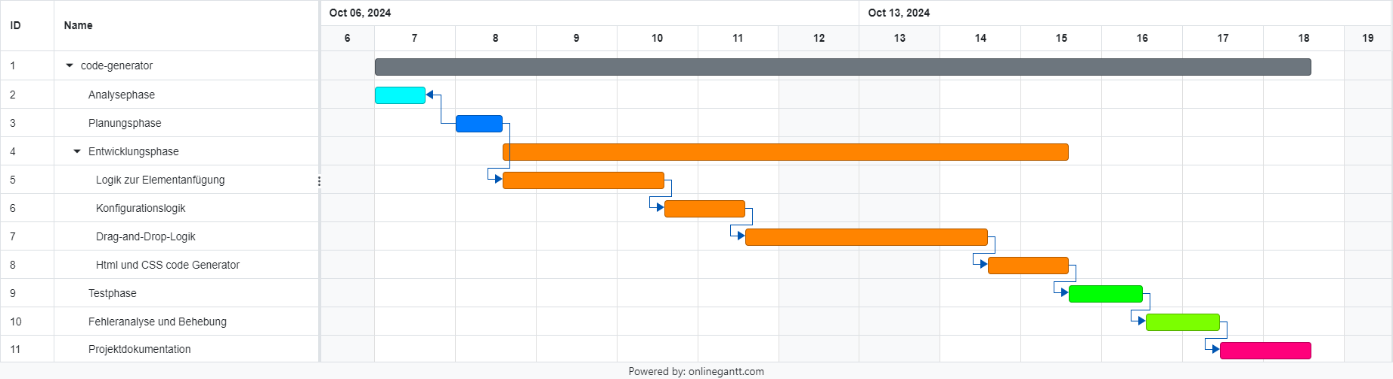 ID Name Oct 06, 2024 Oct 13, 2024
6 7 8 9 10 11 12 13 14 15 16 17 18 19
1 code-generator
2 Analysephase
3 Planungsphase
4 Entwicklungsphase
5 Logik zur Elementanfügung
6 Konfigurationslogik
7 Drag-and-Drop-Logik
8 Html und CSS code Generator
9 Testphase
10 Fehleranalyse und Behebung
11 Projektdokumentation
Powered by: onlinegantt.com